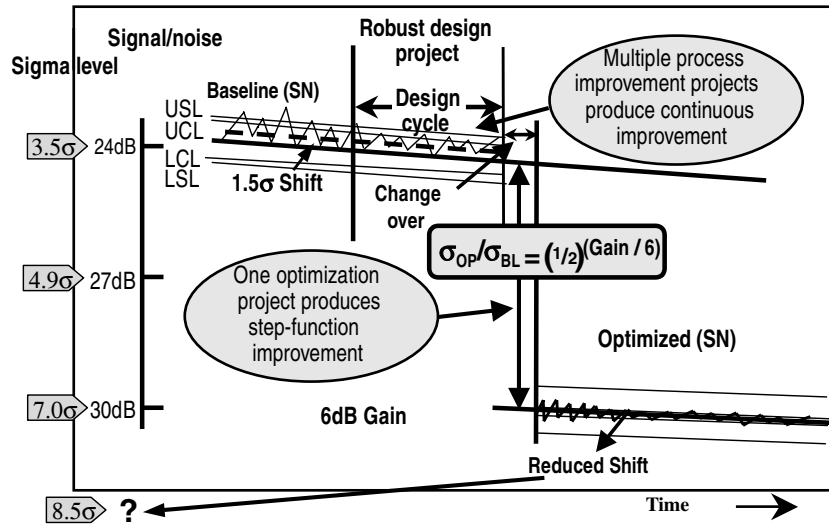 Signal/noise
Sigma level
Robust design
project
Baseline (SN)
Design
cycle
Multiple process
improvement projects
produce continuous
improvement
USL
UCL
LCL
LSL
3.5σ
24dB
1.5σ Shift
Change
over
σOP/σBL = (1/2)(Gain / 6)
4.9σ
27dB
One optimization
project produces
step-function
improvement
Optimized (SN)
7.0σ
30dB
6dB Gain
Reduced Shift
8.5σ
?
Time